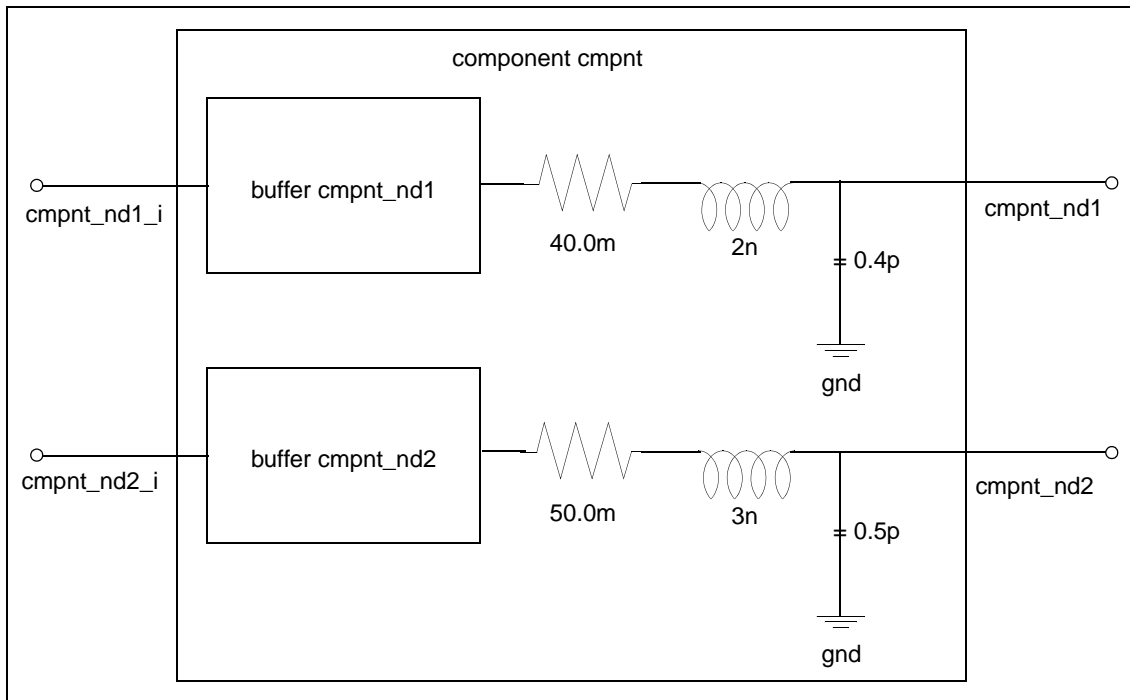 component cmpnt
buffer cmpnt_nd1
cmpnt_nd1_i
cmpnt_nd1
40.0m
2n
0.4p
gnd
buffer cmpnt_nd2
cmpnt_nd2_i
cmpnt_nd2
50.0m
3n
0.5p
gnd